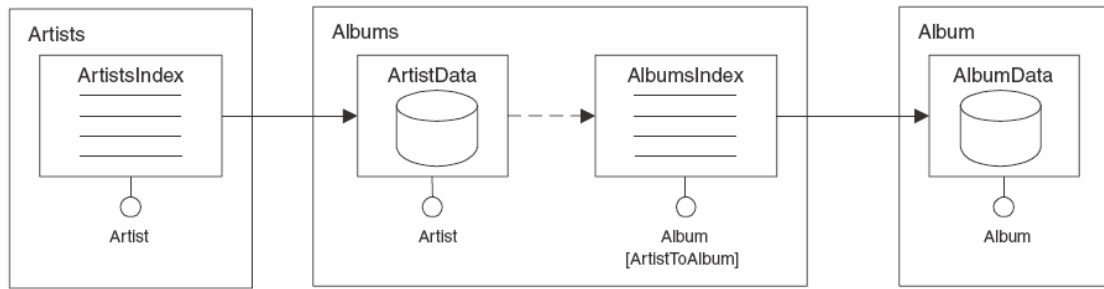 Artists
ArtistsIndex
Artist
Albums
ArtistData
Artist
AlbumsIndex
Album
[ArtistToAlbum]
Album
AlbumData
Album